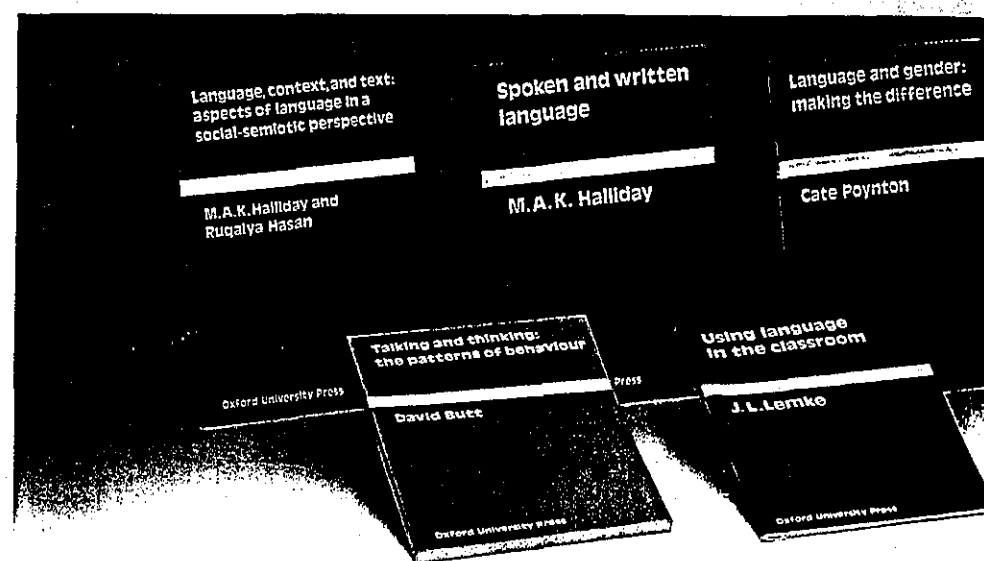 Language, context, and text:
aspects of language in a
social-semiotic perspective
M.A.K. Halliday and
Ruqaiya Hasan
Spoken and written
language
M.A.K. Halliday
Language and gender:
making the difference
Cate Poynton
Oxford University Press
Talking and thinking:
the patterns of behaviour
David Butt
Oxford University Press
Press
Using language
in the classroom
J.L.Lemke
Oxford University Press